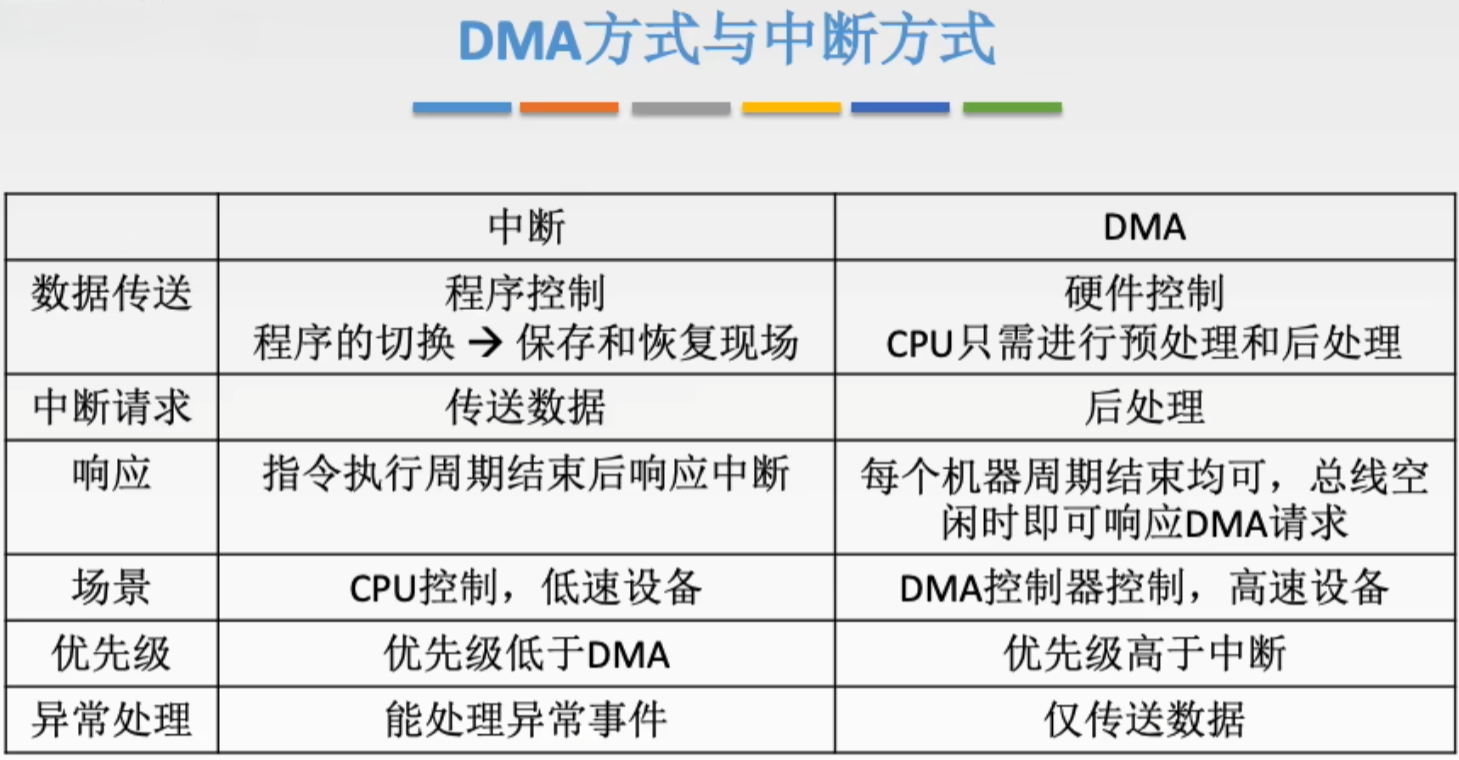 DMA方式与中断方式
中断
DMA
数据传送
程序控制
程序的切换 → 保存和恢复现场
硬件控制
CPU只需进行预处理和后处理
中断请求
传送数据
后处理
响应
指令执行周期结束后响应中断
每个机器周期结束均可，总线空
闲时即可响应DMA请求
场景
CPU控制，低速设备
DMA控制器控制，高速设备
优先级
优先级低于DMA
优先级高于中断
异常处理
能处理异常事件
仅传送数据